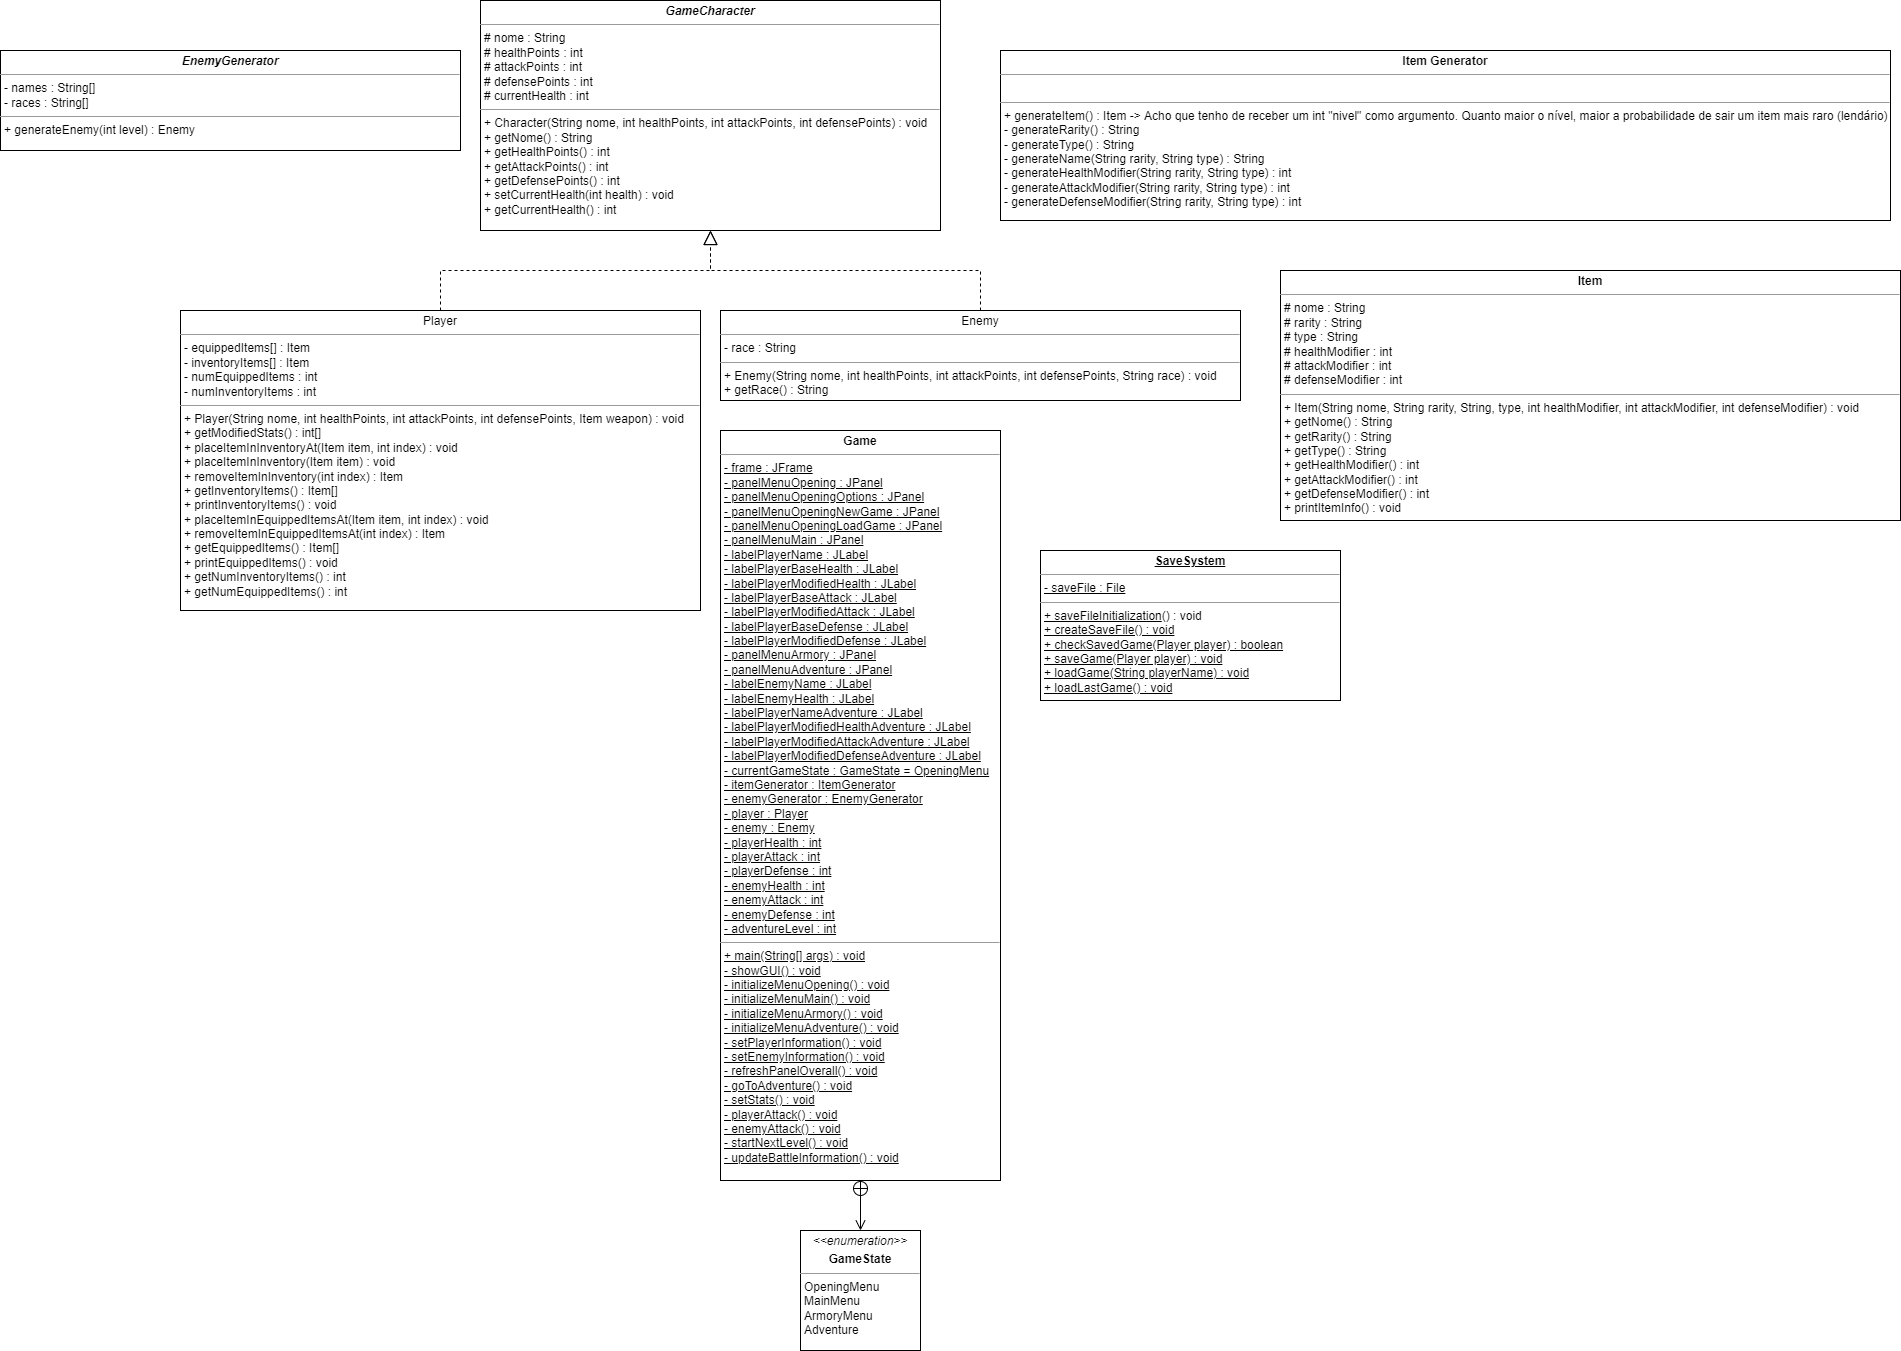 GameCharacter
# nome : String
# healthPoints : int
# attackPoints : int
# defensePoints : int
# currentHealth : int
+ Character(String nome, int healthPoints, int attackPoints, int defensePoints) : void
+ getNome() : String
+ getHealthPoints() : int
+ getAttackPoints() : int
+ getDefensePoints() : int
+ setCurrentHealth(int health) : void
+ getCurrentHealth() : int
EnemyGenerator
- names : String[]
- races : String[]
+ generateEnemy(int level) : Enemy
Item Generator
+ generateItem() : Item -> Acho que tenho de receber um int "nivel" como argumento. Quanto maior o nível, maior a probabilidade de sair um item mais raro (lendário)
- generateRarity() : String
- generateType() : String
- generateName(String rarity, String type) : String
- generateHealthModifier(String rarity, String type) : int
- generateAttackModifier(String rarity, String type) : int
- generateDefenseModifier(String rarity, String type) : int
Player
- equippedItems[] : Item
- inventoryItems[] : Item
- numEquippedItems : int
- numInventoryItems : int
+ Player(String nome, int healthPoints, int attackPoints, int defensePoints, Item weapon) : void
+ getModifiedStats() : int[]
+ placeItemInInventoryAt(Item item, int index) : void
+ placeItemInInventory(Item item) : void
+ removeItemInInventory(int index) : Item
+ getInventoryItems() : Item[]
+ printInventoryItems() : void
+ placeItemInEquippedItemsAt(Item item, int index) : void
+ removeItemInEquippedItemsAt(int index) : Item
+ getEquippedItems() : Item[]
+ printEquippedItems() : void
+ getNumInventoryItems() : int
+ getNumEquippedItems() : int
Enemy
- race : String
+ Enemy(String nome, int healthPoints, int attackPoints, int defensePoints, String race) : void
+ getRace() : String
Item
# nome : String
# rarity : String
# type : String
# healthModifier : int
# attackModifier : int
# defenseModifier : int
+ Item(String nome, String rarity, String, type, int healthModifier, int attackModifier, int defenseModifier) : void
+ getNome() : String
+ getRarity() : String
+ getType() : String
+ getHealthModifier() : int
+ getAttackModifier() : int
+ getDefenseModifier() : int
+ printItemInfo() : void
Game
- frame : JFrame
- panelMenuOpening : JPanel
- panelMenuOpeningOptions : JPanel
- panelMenuOpeningNewGame : JPanel
- panelMenuOpeningLoadGame : JPanel
- panelMenuMain : JPanel
- labelPlayerName : JLabel
- labelPlayerBaseHealth : JLabel
- labelPlayerModifiedHealth : JLabel
- labelPlayerBaseAttack : JLabel
- labelPlayerModifiedAttack : JLabel
- labelPlayerBaseDefense : JLabel
- labelPlayerModifiedDefense : JLabel
- panelMenuArmory : JPanel
- panelMenuAdventure : JPanel
- labelEnemyName : JLabel
- labelEnemyHealth : JLabel
- labelPlayerNameAdventure : JLabel
- labelPlayerModifiedHealthAdventure : JLabel
- labelPlayerModifiedAttackAdventure : JLabel
- labelPlayerModifiedDefenseAdventure : JLabel
- currentGameState : GameState = OpeningMenu
- itemGenerator : ItemGenerator
- enemyGenerator : EnemyGenerator
- player : Player
- enemy : Enemy
- playerHealth : int
- playerAttack : int
- playerDefense : int
- enemyHealth : int
- enemyAttack : int
- enemyDefense : int
- adventureLevel : int
+ main(String[] args) : void
- showGUI() : void
- initializeMenuOpening() : void
- initializeMenuMain() : void
- initializeMenuArmory() : void
- initializeMenuAdventure() : void
- setPlayerInformation() : void
- setEnemyInformation() : void
- refreshPanelOverall() : void
- goToAdventure() : void
- setStats() : void
- playerAttack() : void
- enemyAttack() : void
- startNextLevel() : void
- updateBattleInformation() : void
SaveSystem
- saveFile : File
+ saveFileInitialization() : void
+ createSaveFile() : void
+ checkSavedGame(Player player) : boolean
+ saveGame(Player player) : void
+ loadGame(String playerName) : void
+ loadLastGame() : void
<<enumeration>>
GameState
OpeningMenu
MainMenu
ArmoryMenu
Adventure